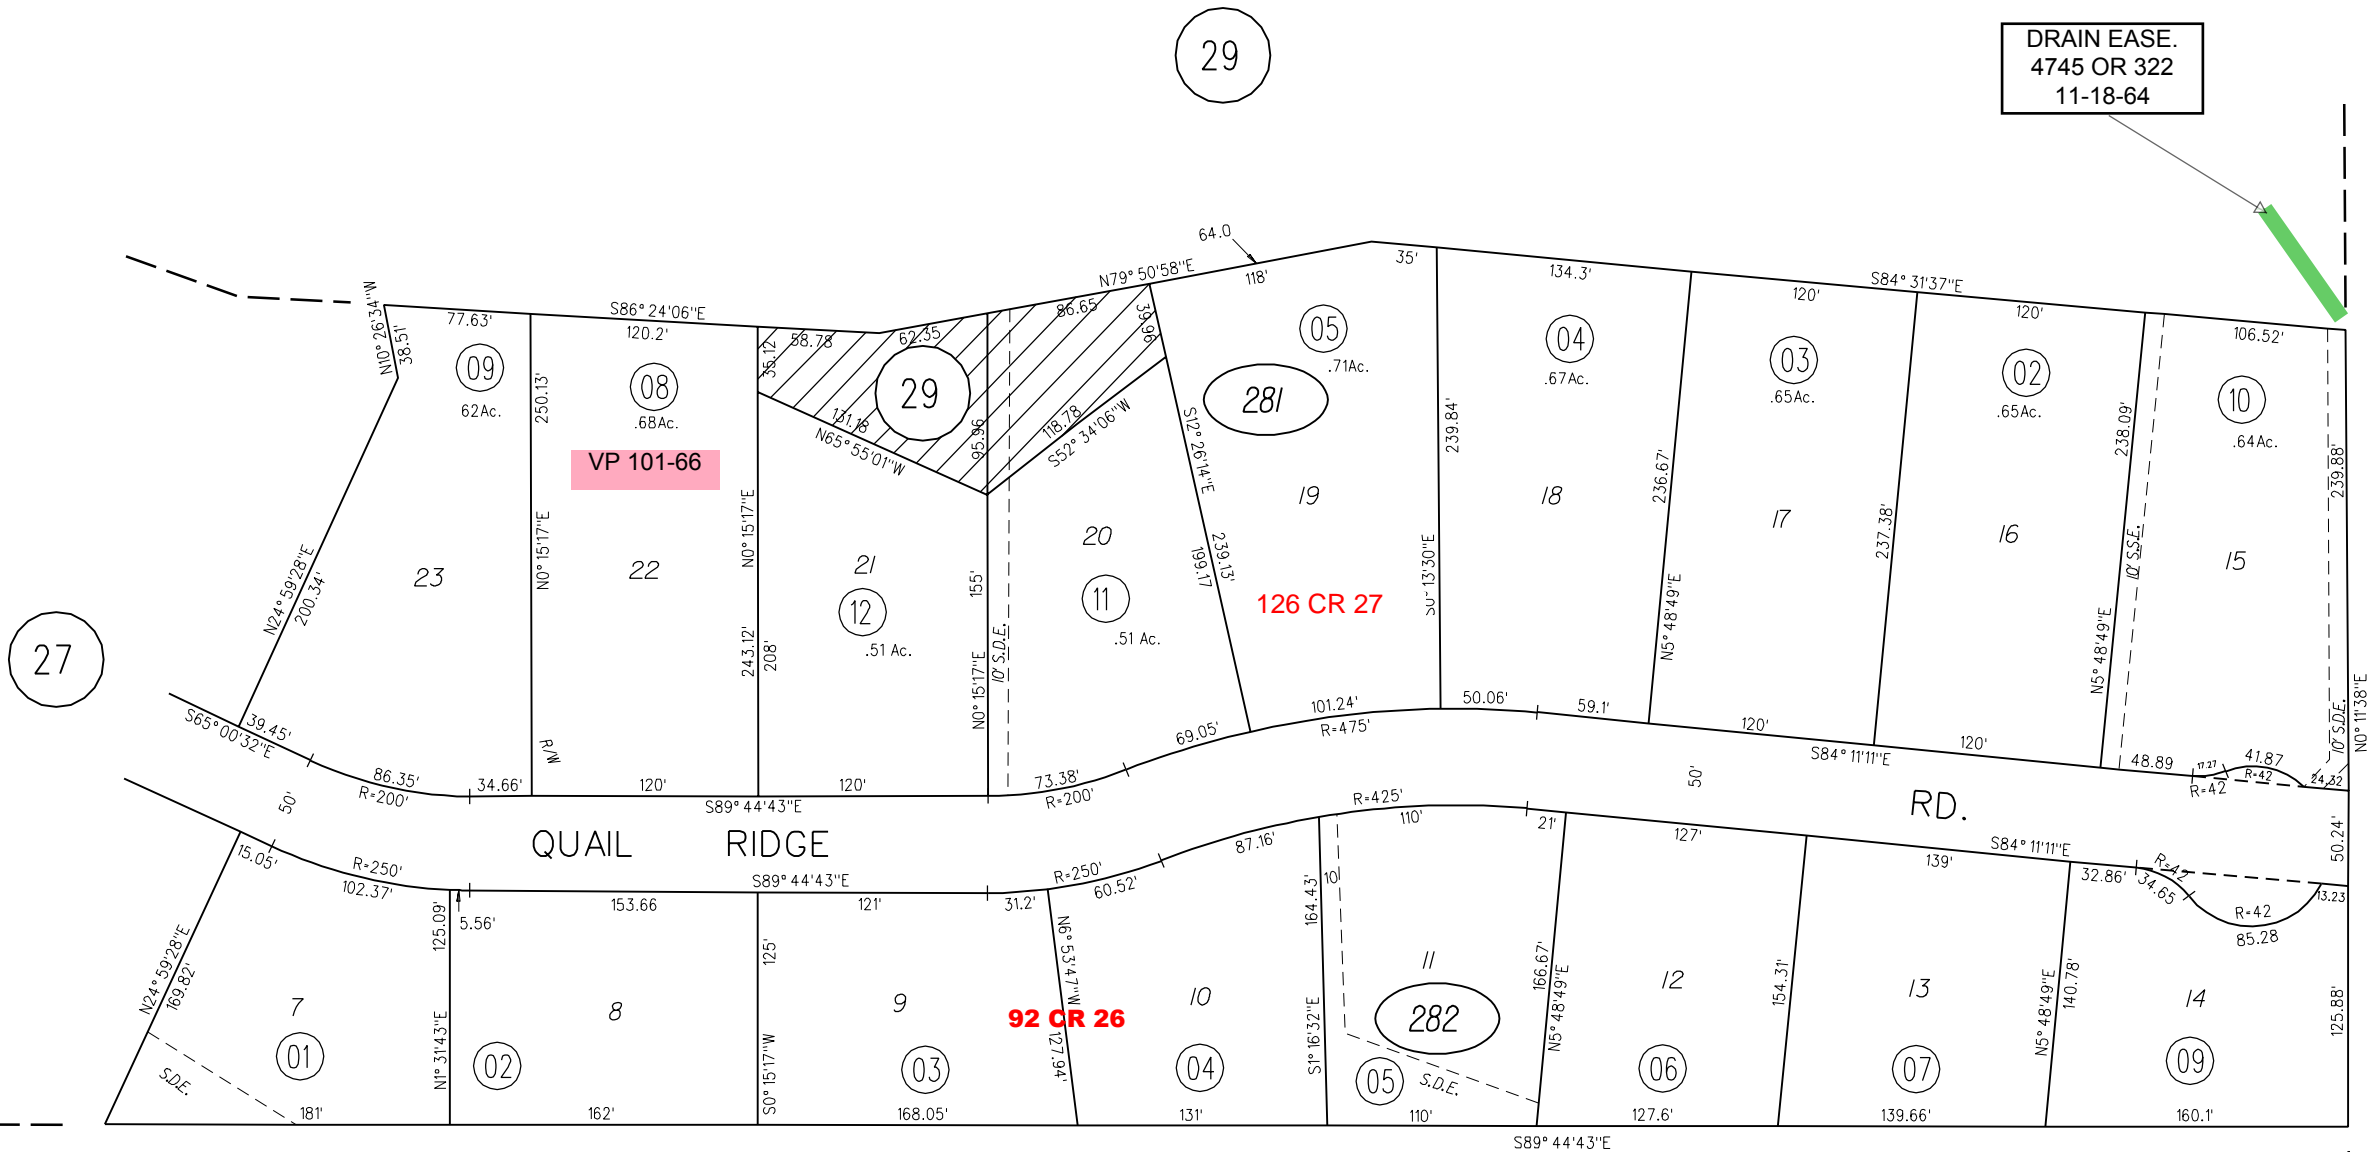 29
DRAIN EASE.
4745 OR 322
11-18-64
64.0
N79° 50'58"E
118'
35'
134.3'
S84° 31'37"E
120'
120'
106.52'
N10° 26'34"W
38.51'
77.63'
S86° 24'06"E
120.2'
58.78
62.35
86.65
39.96
35.12
09
62Ac.
08
.68Ac.
VP 101-66
250.13'
29
131.18
N65° 55'01"W
95.96
118.78
S52° 34'06"W
05
.71Ac.
281
04
.67Ac.
03
.65Ac.
02
.65Ac.
10
.64Ac.
239.84'
236.67'
237.38'
238.09'
239.88'
S12° 26'14"E
239.13'
199.17
N24° 59'28"E
200.34'
23
N0° 15'17"E
22
N0° 15'17"E
243.12'
208'
21
12
.51 Ac.
155'
N0° 15'17"E
10' S.D.E.
20
11
.51 Ac.
19
126 CR 27
S0° 13'30"E
18
N5° 48'49"E
17
16
N5° 48'49"E
10' S.S.E.
15
10' S.D.E.
N0° 11'38"E
27
S65° 00'32"E
39.45'
86.35'
R=200'
34.66'
R/W
120'
120'
S89° 44'43"E
73.38'
R=200'
69.05'
101.24'
R=475'
50.06'
59.1'
120'
S84° 11'11"E
120'
48.89
17.27
R=42
41.87
R=42
24.32
50'
QUAIL RIDGE RD.
50'
50.24'
15.05'
R=250'
102.37'
5.56'
153.66
S89° 44'43"E
121'
31.2'
R=250'
60.52'
87.16'
R=425'
110'
21'
127'
139'
S84° 11'11"E
32.86'
R=42
34.65
R=42
85.28
13.23
N24° 59'28"E
169.82'
S.D.E.
7
01
181'
125.09'
N1° 31'43"E
8
02
162'
125'
S0° 15'17"W
9
03
168.05'
92 CR 26
N6° 53'47"W
127.94'
10
04
131'
164.43'
S1° 16'32"E
10'
11
282
05
S.D.E.
110'
166.67'
N5° 48'49"E
12
06
127.6'
154.31'
13
07
139.66'
140.78'
N5° 48'49"E
14
09
160.1'
125.88'
S89° 44'43"E